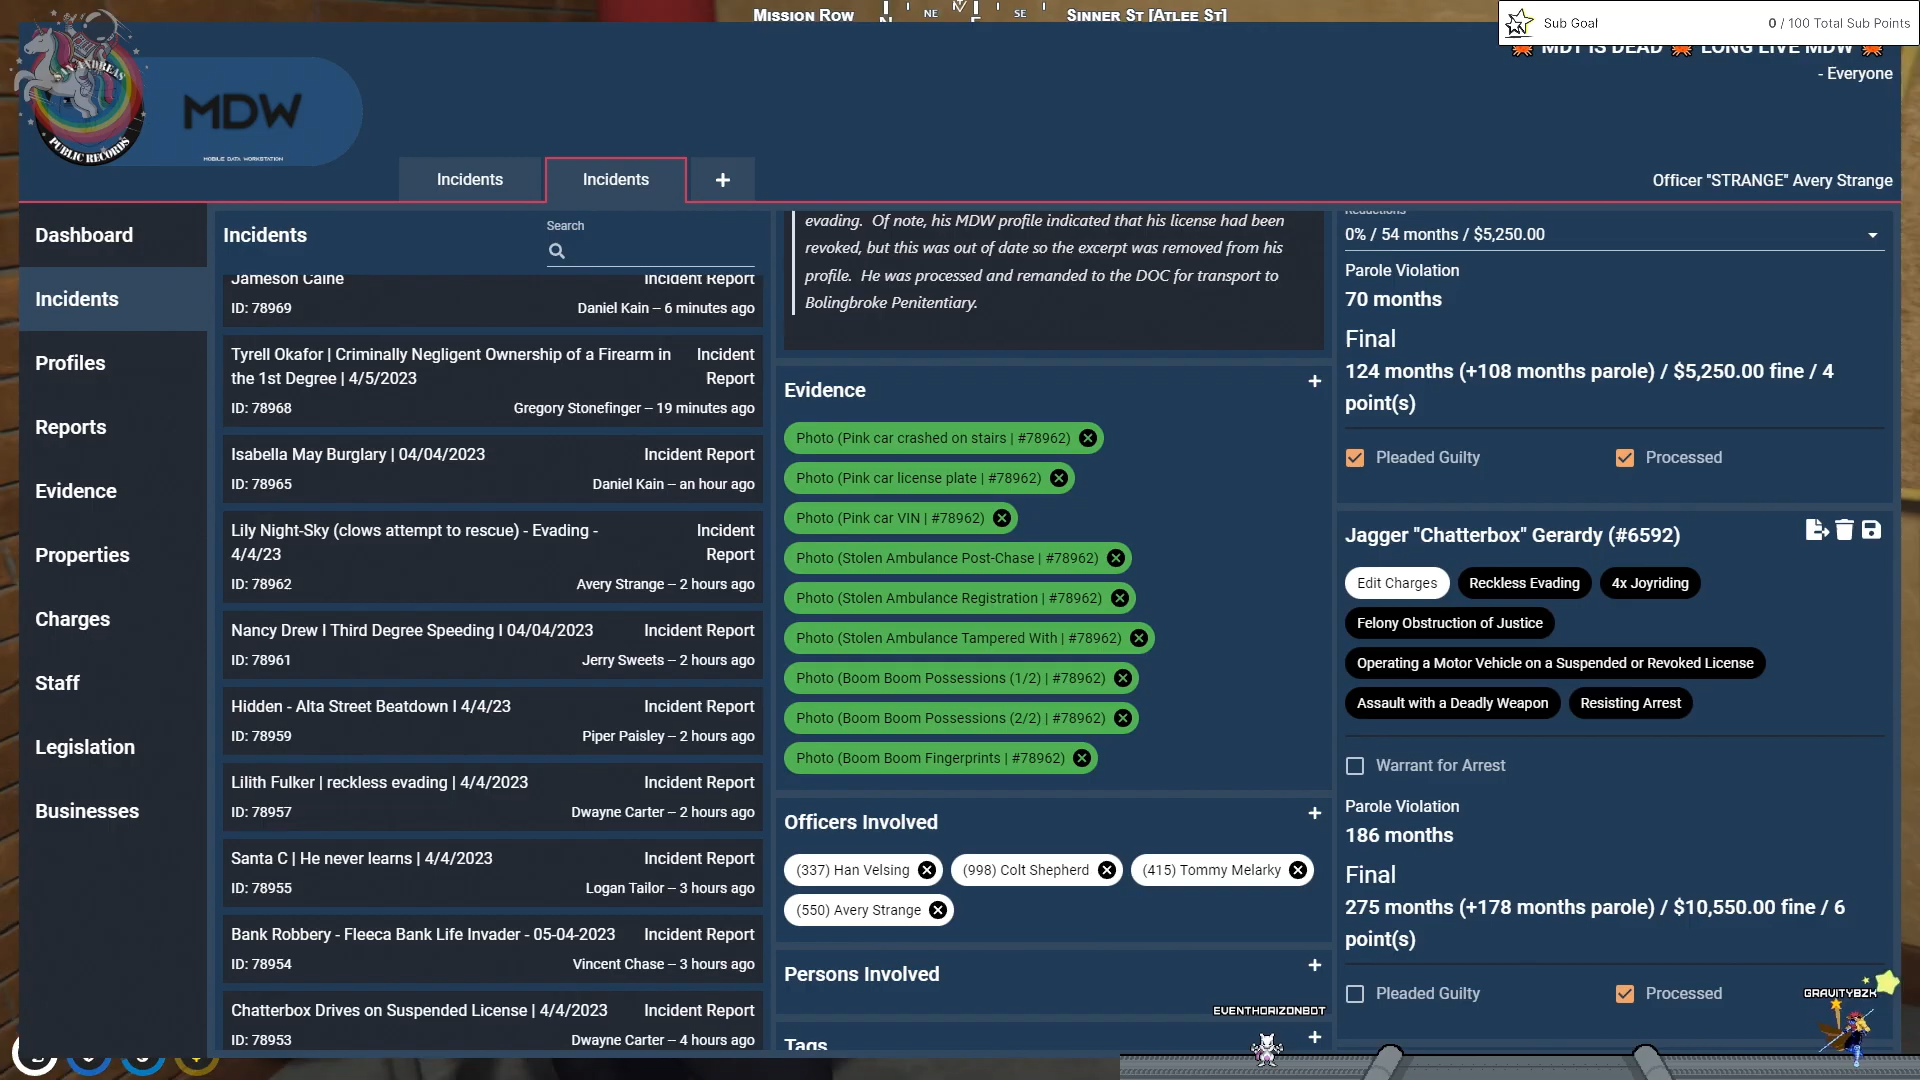 Mission Row
NE
SE
Sinner St [Atlee St]
Sub Goal
0 / 100 Total Sub Points
MDT IS DEAD
LONG LIVE MDW
- Everyone
SAN ANDREAS
PUBLIC RECORDS
MDW
MOBILE DATA WORKSTATION
Incidents
Incidents
+
Officer "STRANGE" Avery Strange
Dashboard
Incidents
Profiles
Reports
Evidence
Properties
Charges
Staff
Legislation
Businesses
Incidents
Search
Jameson Caine
Incident Report
ID: 78969
Daniel Kain – 6 minutes ago
Tyrell Okafor | Criminally Negligent Ownership of a Firearm in
the 1st Degree | 4/5/2023
Incident
Report
ID: 78968
Gregory Stonefinger – 19 minutes ago
Isabella May Burglary | 04/04/2023
Incident Report
ID: 78965
Daniel Kain – an hour ago
Lily Night-Sky (clows attempt to rescue) - Evading -
4/4/23
Incident
Report
ID: 78962
Avery Strange – 2 hours ago
Nancy Drew I Third Degree Speeding I 04/04/2023
Incident Report
ID: 78961
Jerry Sweets – 2 hours ago
Hidden - Alta Street Beatdown I 4/4/23
Incident Report
ID: 78959
Piper Paisley – 2 hours ago
Lilith Fulker | reckless evading | 4/4/2023
Incident Report
ID: 78957
Dwayne Carter – 2 hours ago
Santa C | He never learns | 4/4/2023
Incident Report
ID: 78955
Logan Tailor – 3 hours ago
Bank Robbery - Fleeca Bank Life Invader - 05-04-2023
Incident Report
ID: 78954
Vincent Chase – 3 hours ago
Chatterbox Drives on Suspended License | 4/4/2023
Incident Report
ID: 78953
Dwayne Carter – 4 hours ago
evading. Of note, his MDW profile indicated that his license had been
revoked, but this was out of date so the excerpt was removed from his
profile. He was processed and remanded to the DOC for transport to
Bolingbroke Penitentiary.
Evidence
+
Photo (Pink car crashed on stairs | #78962)
Photo (Pink car license plate | #78962)
Photo (Pink car VIN | #78962)
Photo (Stolen Ambulance Post-Chase | #78962)
Photo (Stolen Ambulance Registration | #78962)
Photo (Stolen Ambulance Tampered With | #78962)
Photo (Boom Boom Possessions (1/2) | #78962)
Photo (Boom Boom Possessions (2/2) | #78962)
Photo (Boom Boom Fingerprints | #78962)
Officers Involved
+
(337) Han Velsing
(998) Colt Shepherd
(415) Tommy Melarky
(550) Avery Strange
Persons Involved
+
EVENTHORIZONBOT
Tags
+
Reductions
0% / 54 months / $5,250.00
Parole Violation
70 months
Final
124 months (+108 months parole) / $5,250.00 fine / 4
point(s)
Pleaded Guilty
Processed
Jagger "Chatterbox" Gerardy (#6592)
Edit Charges
Reckless Evading
4x Joyriding
Felony Obstruction of Justice
Operating a Motor Vehicle on a Suspended or Revoked License
Assault with a Deadly Weapon
Resisting Arrest
Warrant for Arrest
Parole Violation
186 months
Final
275 months (+178 months parole) / $10,550.00 fine / 6
point(s)
Pleaded Guilty
Processed
GRAVITYBZK